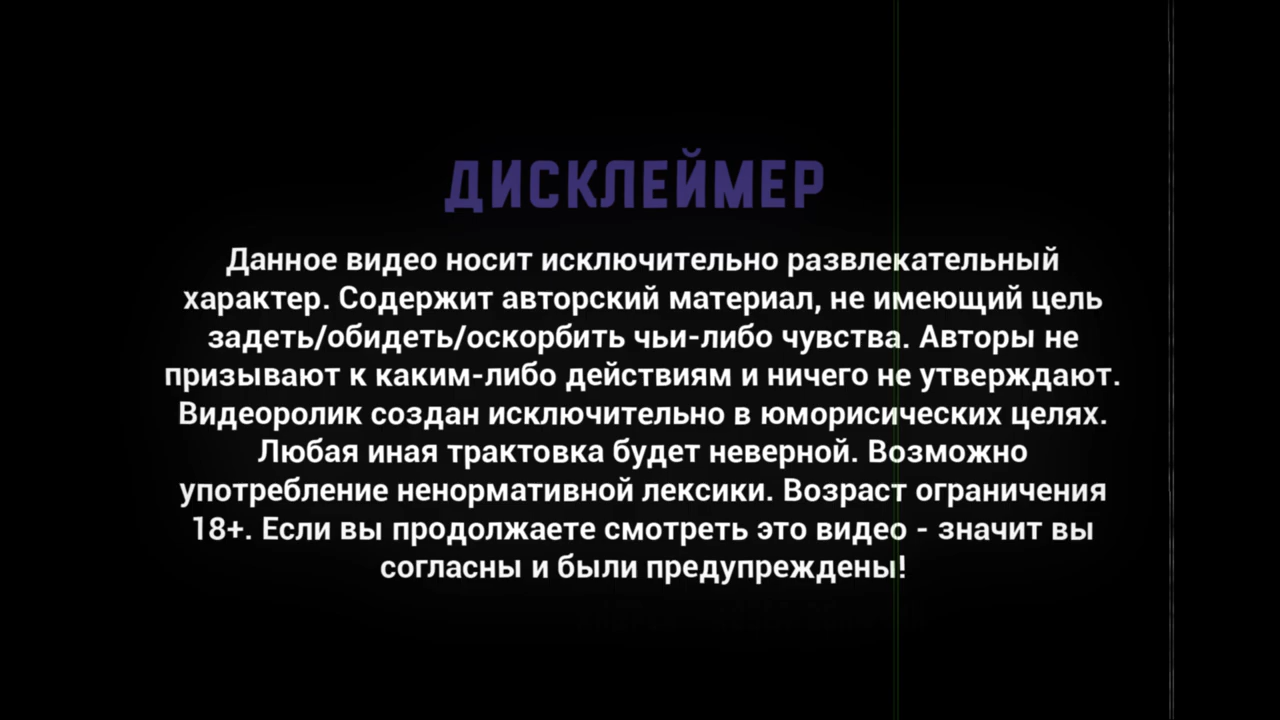 ДИСКЛЕЙМЕР
Данное видео носит исключительно развлекательный
характер. Содержит авторский материал, не имеющий цель
задеть/обидеть/оскорбить чьи-либо чувства. Авторы не
призывают к каким-либо действиям и ничего не утверждают.
Видеоролик создан исключительно в юморисических целях.
Любая иная трактовка будет неверной. Возможно
употребление ненормативной лексики. Возраст ограничения
18+. Если вы продолжаете смотреть это видео - значит вы
согласны и были предупреждены!